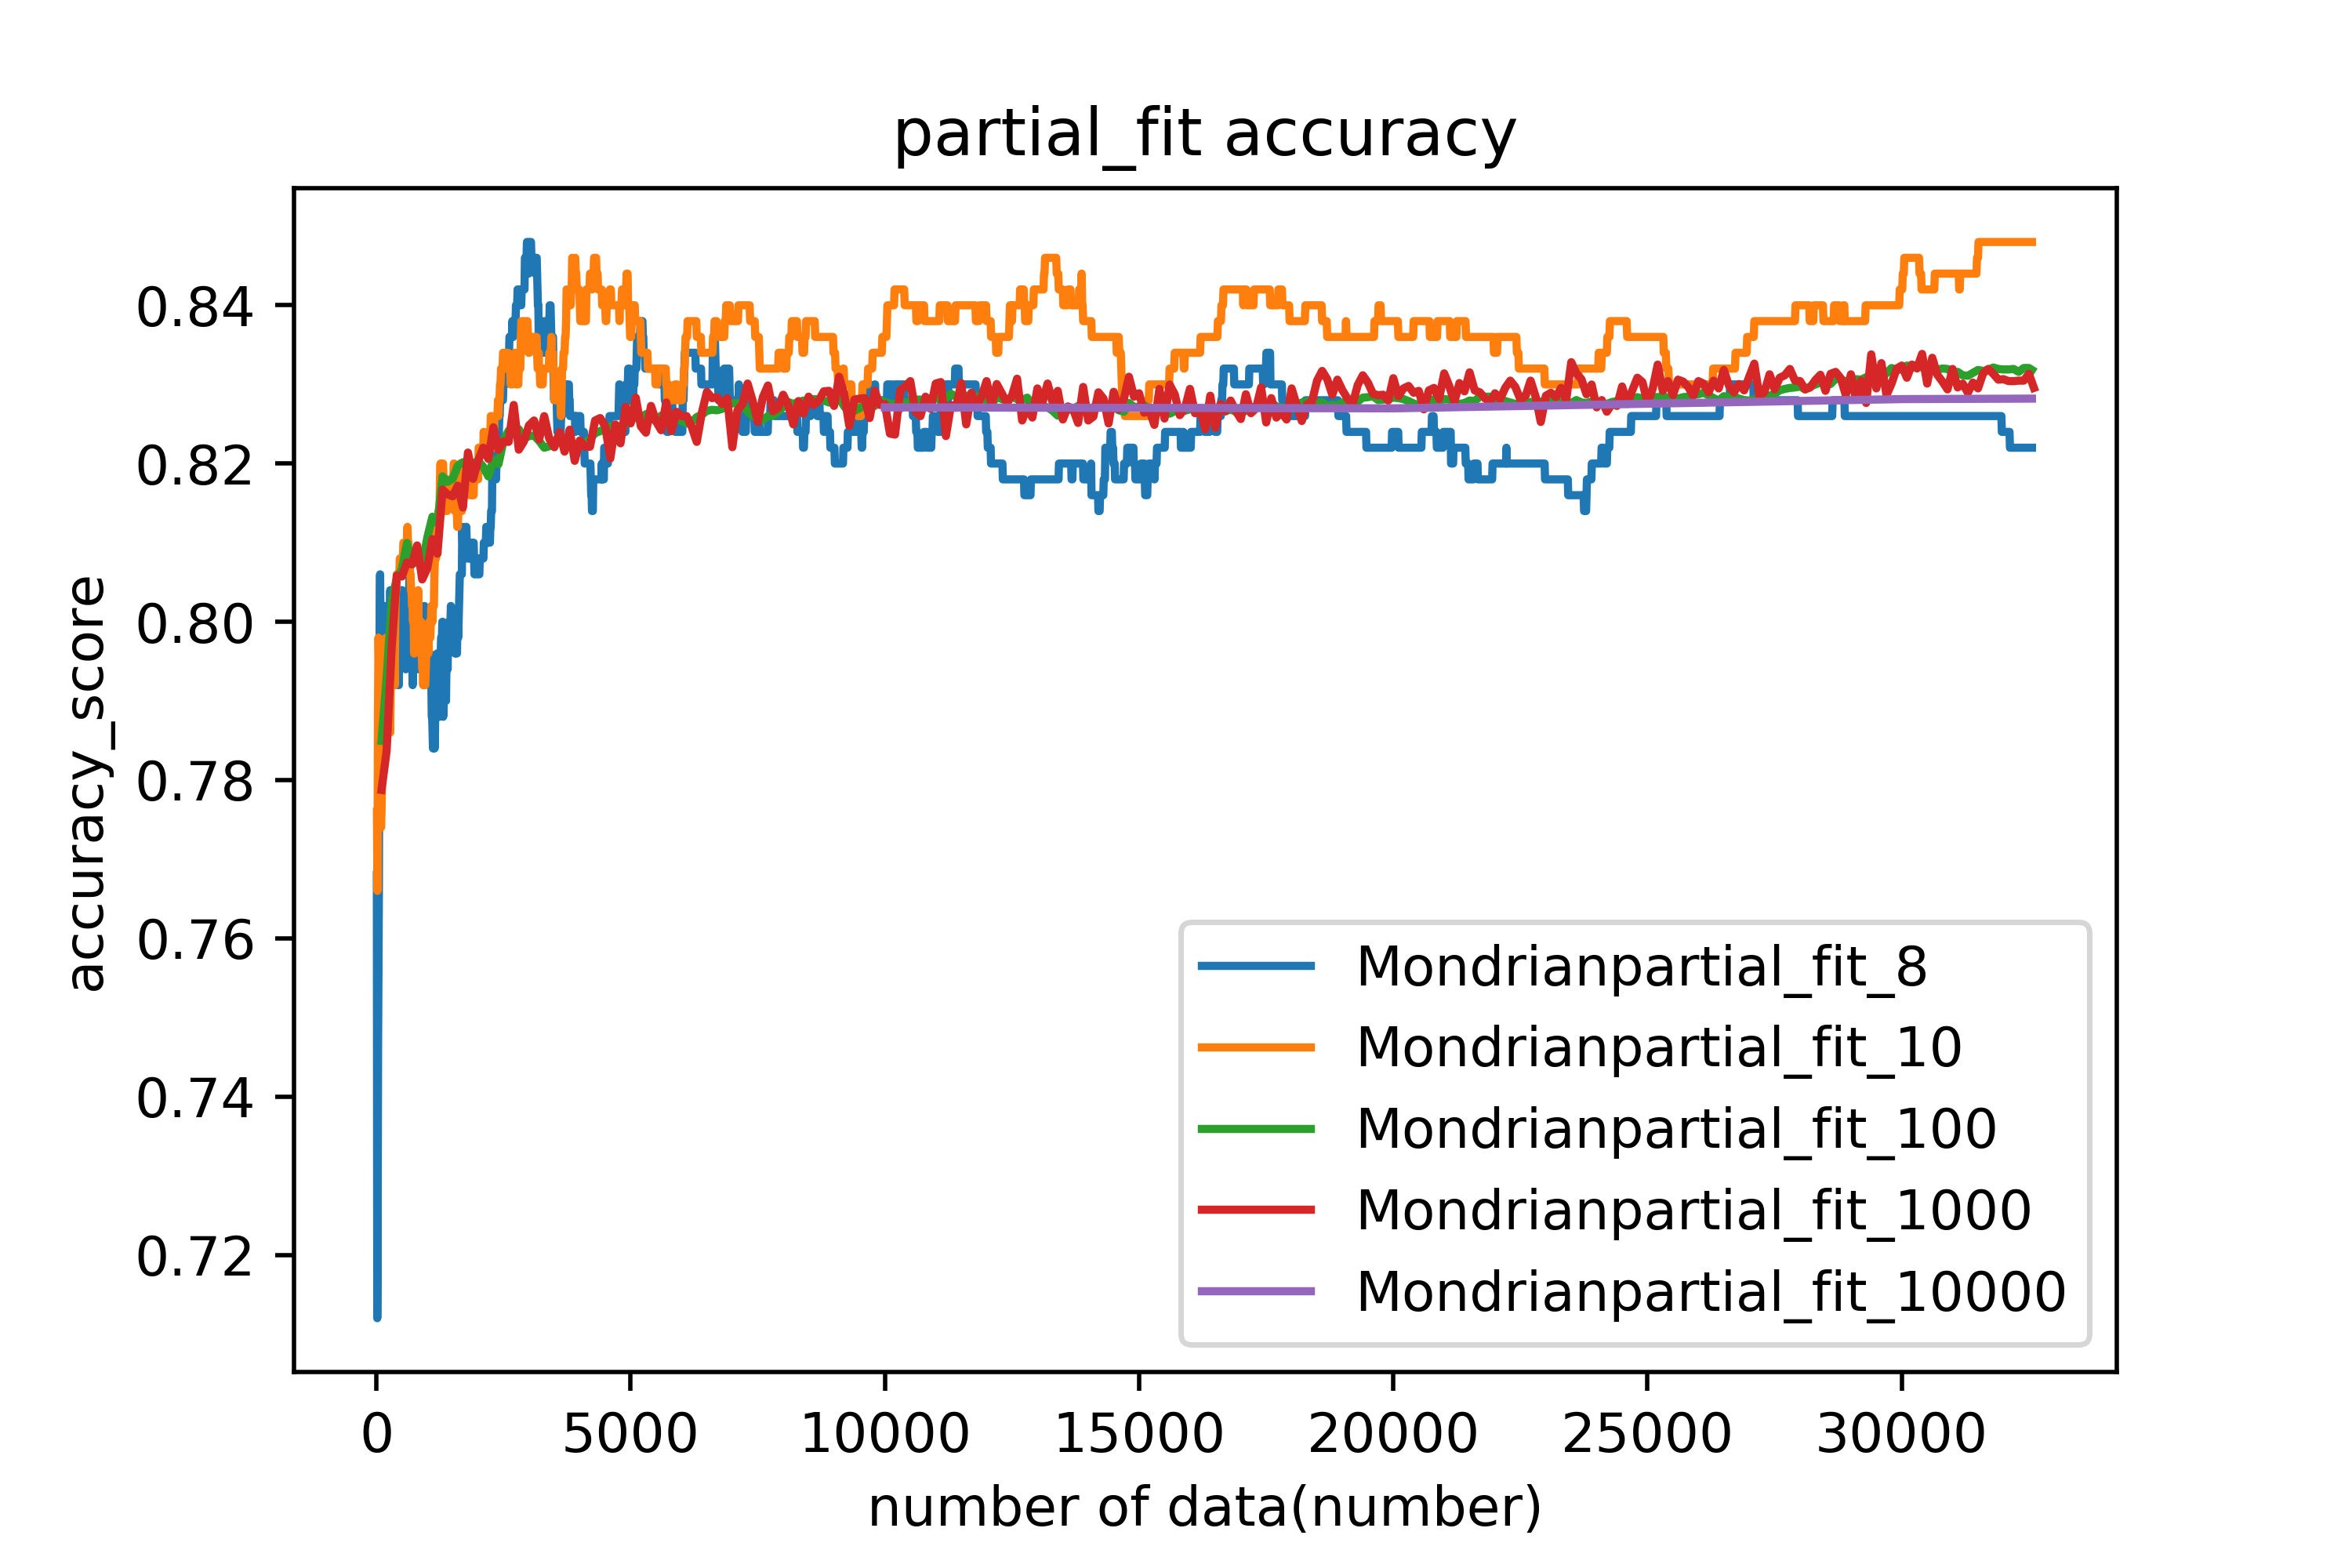 partial_fit accuracy
accuracy_score
0.84
0.82
0.80
0.78
0.76
0.74
0.72
Mondrianpartial_fit_8
Mondrianpartial_fit_10
Mondrianpartial_fit_100
Mondrianpartial_fit_1000
Mondrianpartial_fit_10000
0 5000 10000 15000 20000 25000 30000
number of data(number)